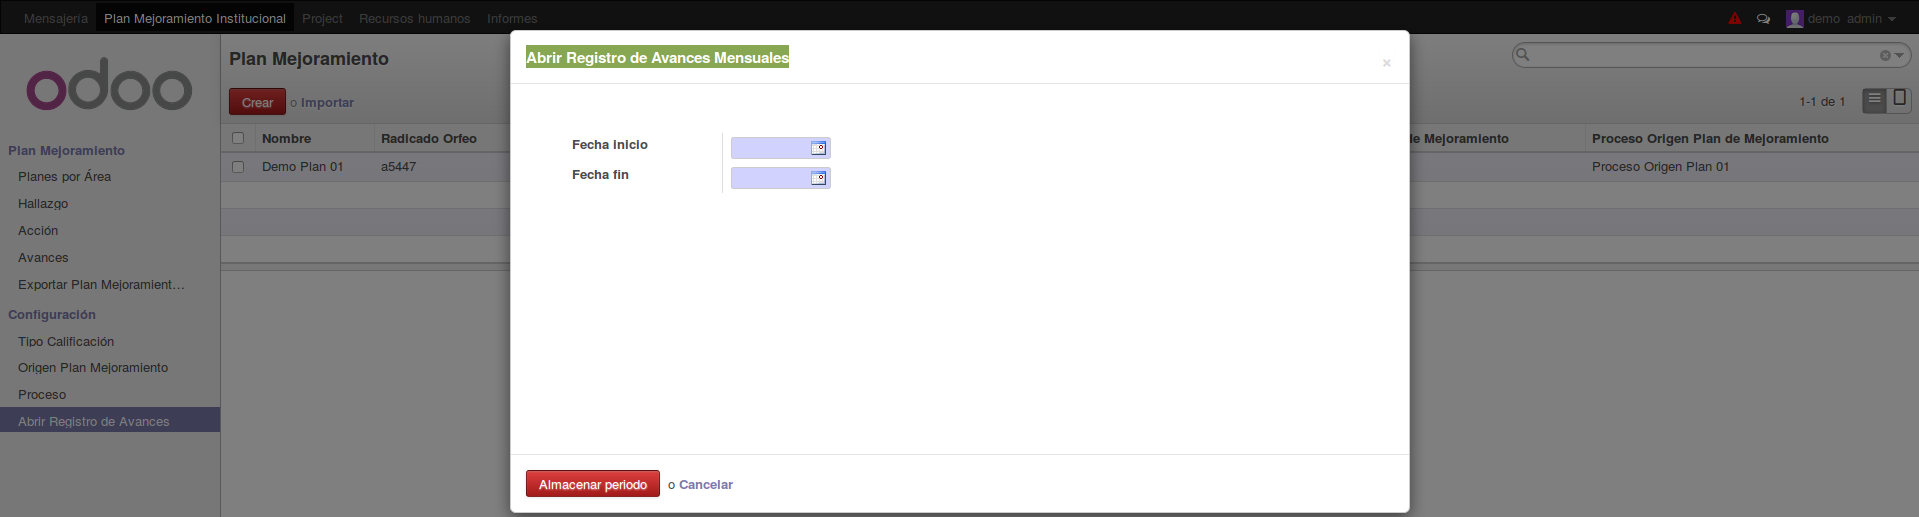 Mensajería Plan Mejoramiento Institucional Project Recursos humanos Informes demo admin
odoo
Plan Mejoramiento
Planes por Área
Hallazgo
Acción
Avances
Exportar Plan Mejoramient...
Configuración
Tipo Calificación
Origen Plan Mejoramiento
Proceso
Abrir Registro de Avances
Plan Mejoramiento
Crear o Importar
1-1 de 1
Nombre Radicado Orfeo de Mejoramiento Proceso Origen Plan de Mejoramiento
Demo Plan 01 a5447 Proceso Origen Plan 01
Abrir Registro de Avances Mensuales ×
Fecha inicio
Fecha fin
Almacenar periodo o Cancelar